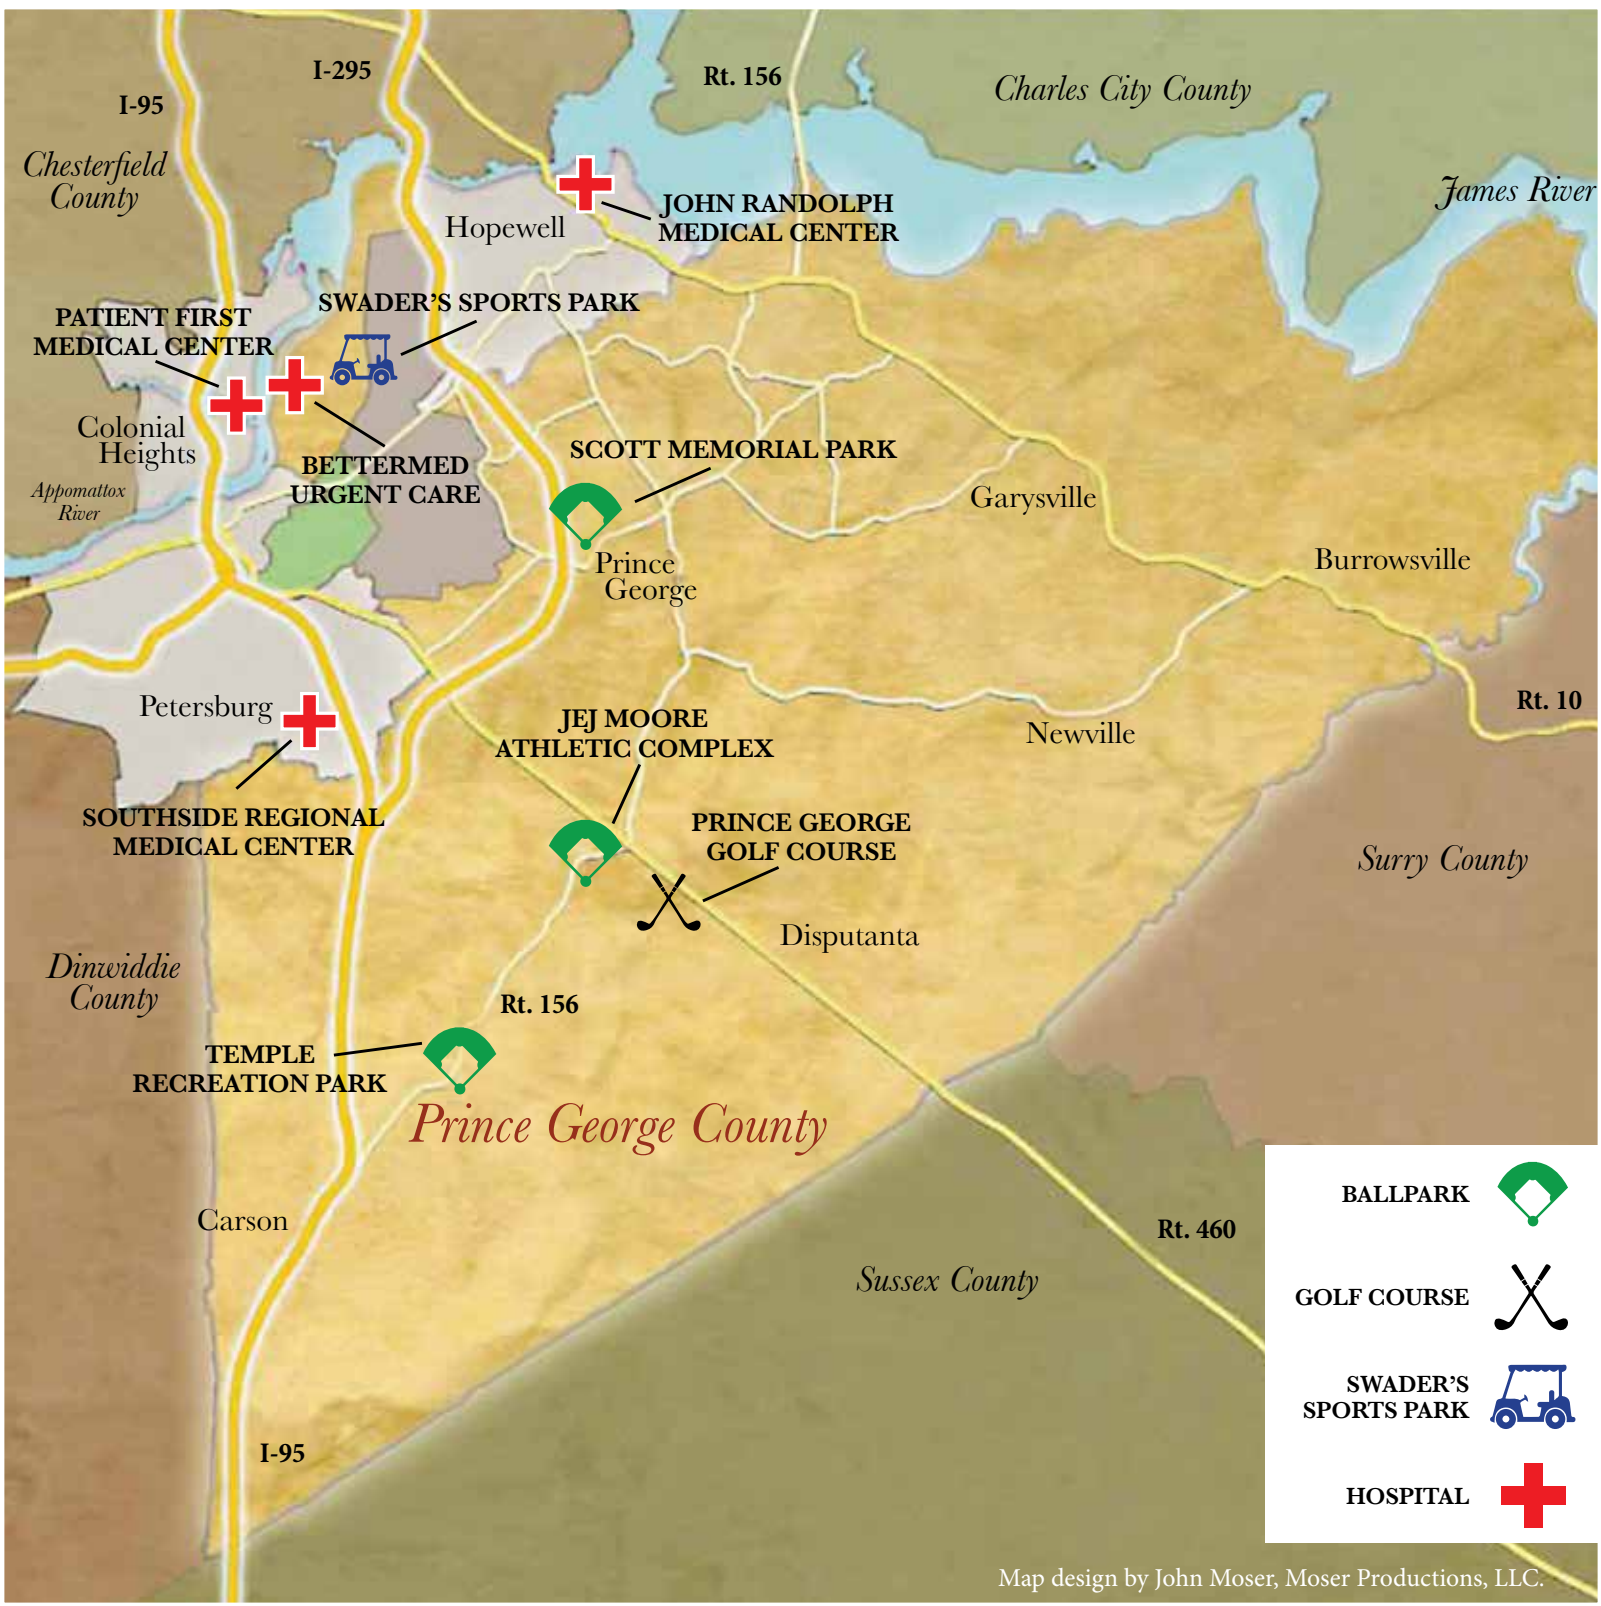 I-295
Rt. 156
Charles City County
I-95
Chesterfield
County
James River
JOHN RANDOLPH
MEDICAL CENTER
Hopewell
SWADER'S SPORTS PARK
PATIENT FIRST
MEDICAL CENTER
Colonial
Heights
BETTERMED
URGENT CARE
SCOTT MEMORIAL PARK
Appomattox
River
Garysville
Prince
George
Burrowsville
Petersburg
Rt. 10
JEJ MOORE
ATHLETIC COMPLEX
Newville
SOUTHSIDE REGIONAL
MEDICAL CENTER
PRINCE GEORGE
GOLF COURSE
Surry County
Disputanta
Dinwiddie
County
Rt. 156
TEMPLE
RECREATION PARK
Prince George County
Carson
Rt. 460
Sussex County
I-95
BALLPARK
GOLF COURSE
SWADER'S
SPORTS PARK
HOSPITAL
Map design by John Moser, Moser Productions, LLC.